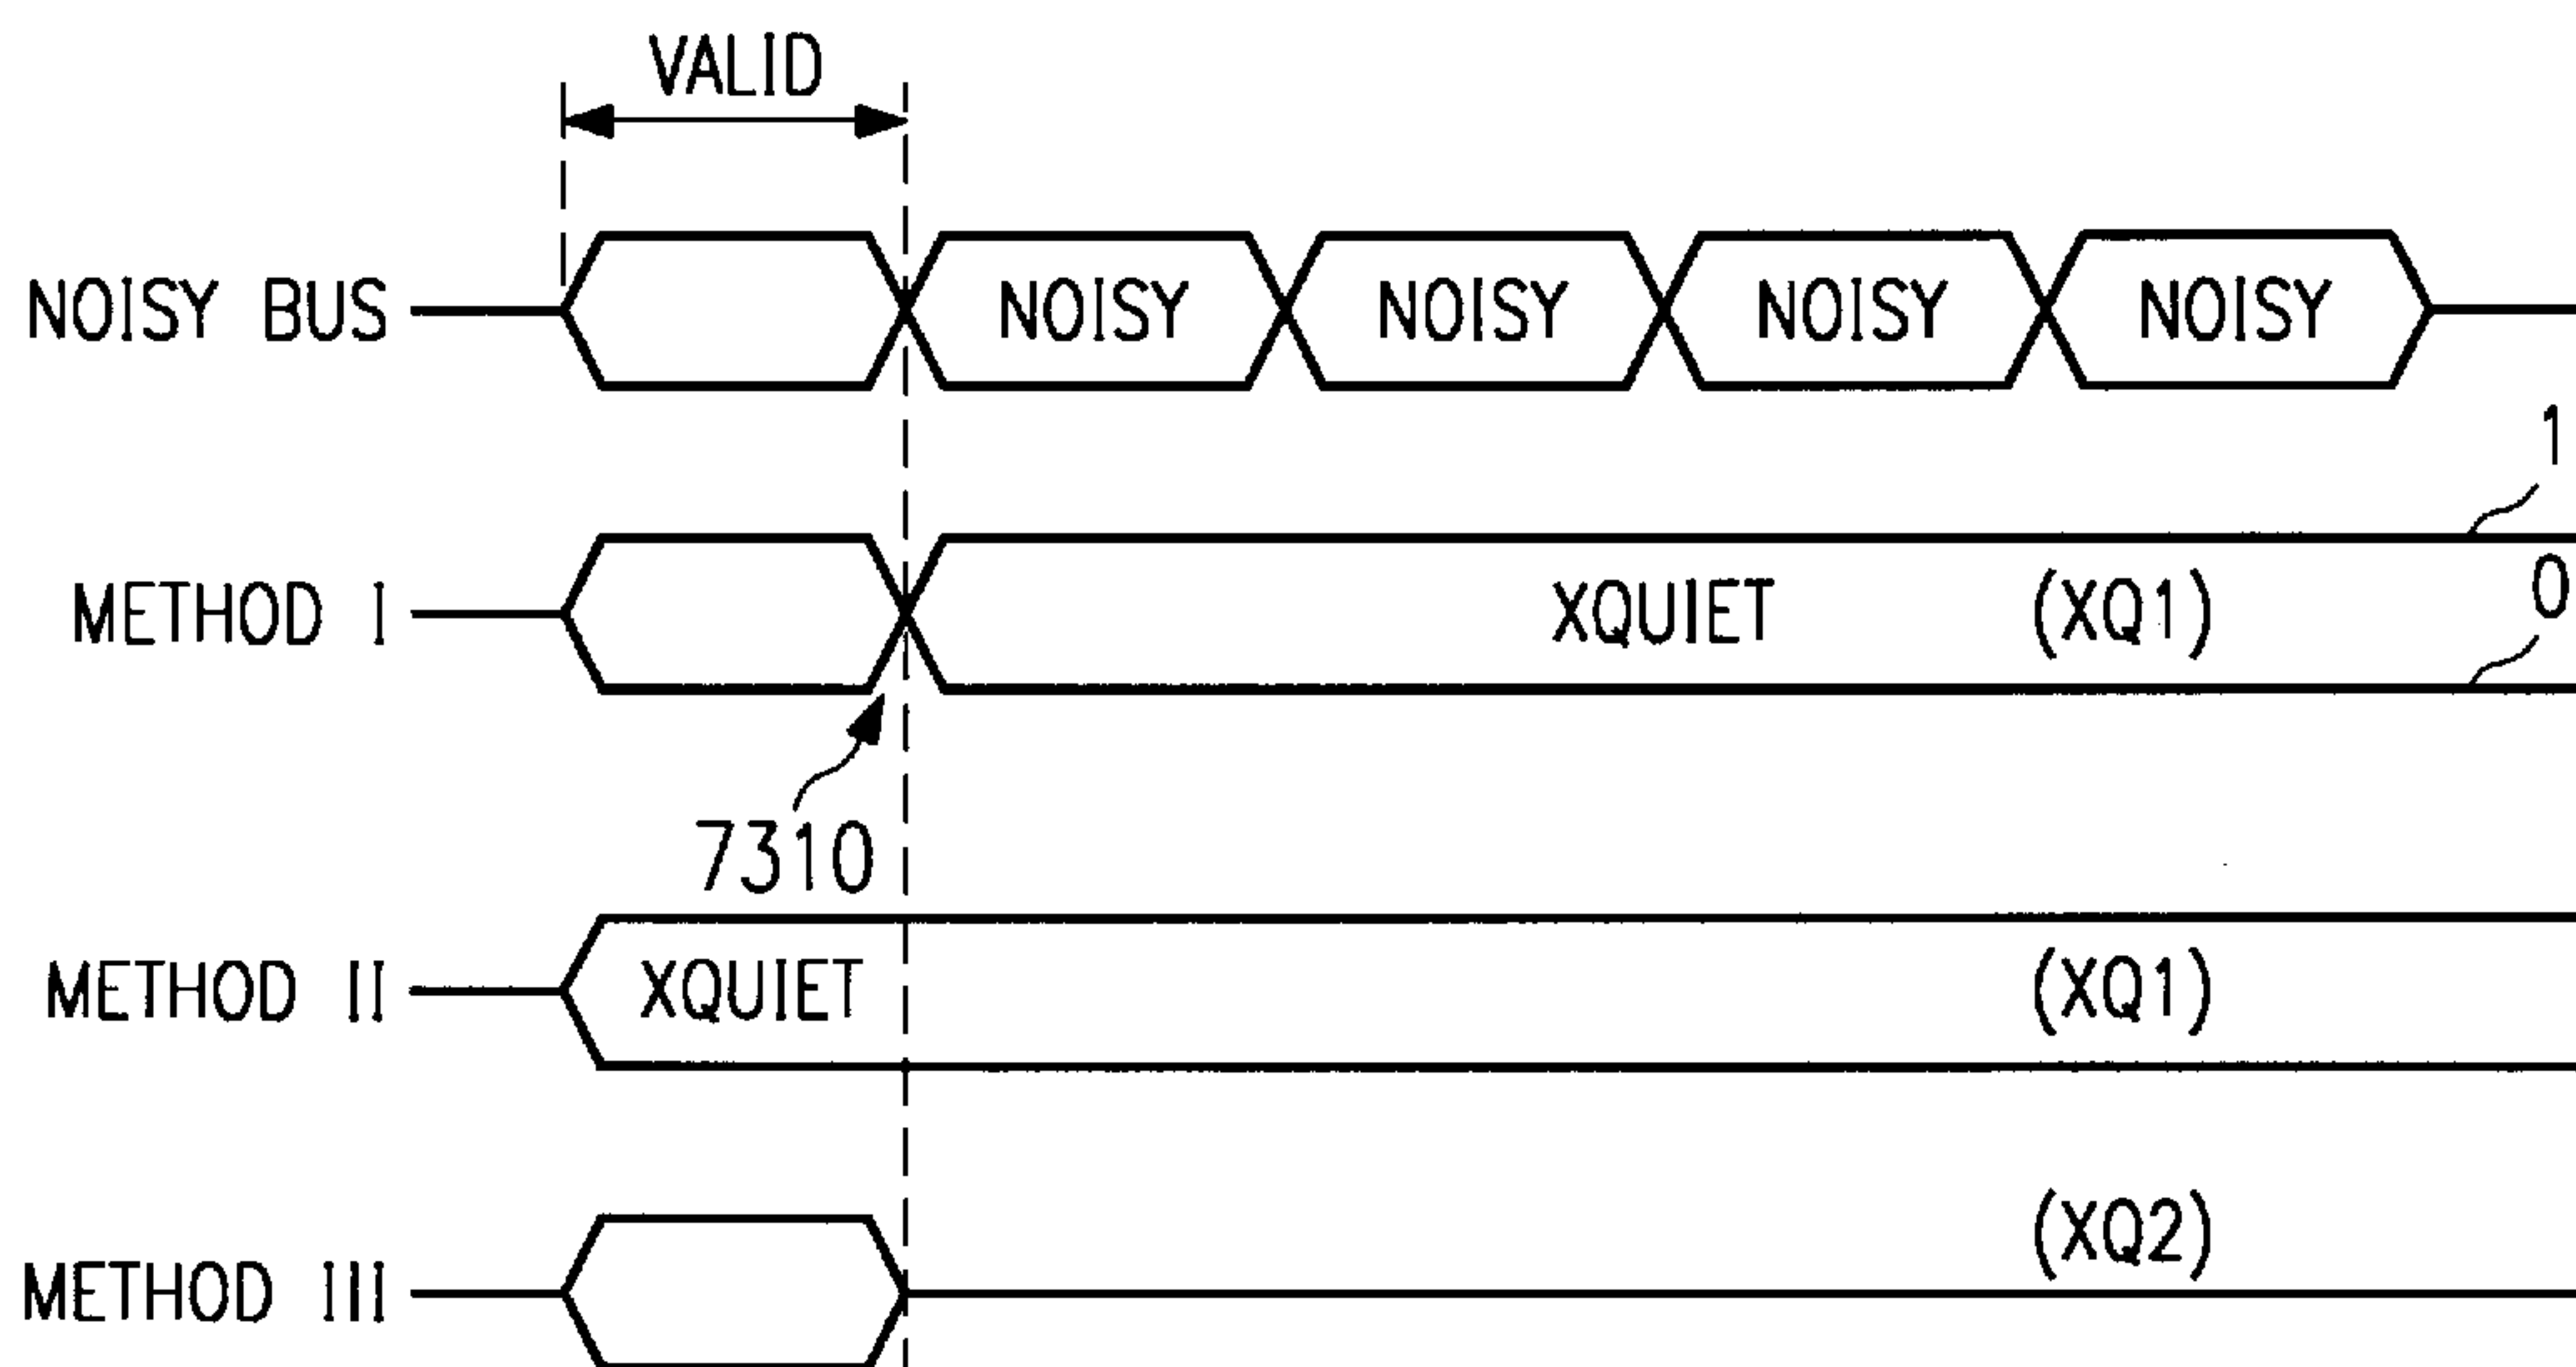 VALID
NOISY BUS NOISY NOISY NOISY NOISY
1
METHOD I XQUIET (XQ1) 0
7310
METHOD II XQUIET (XQ1)
(XQ2)
METHOD III